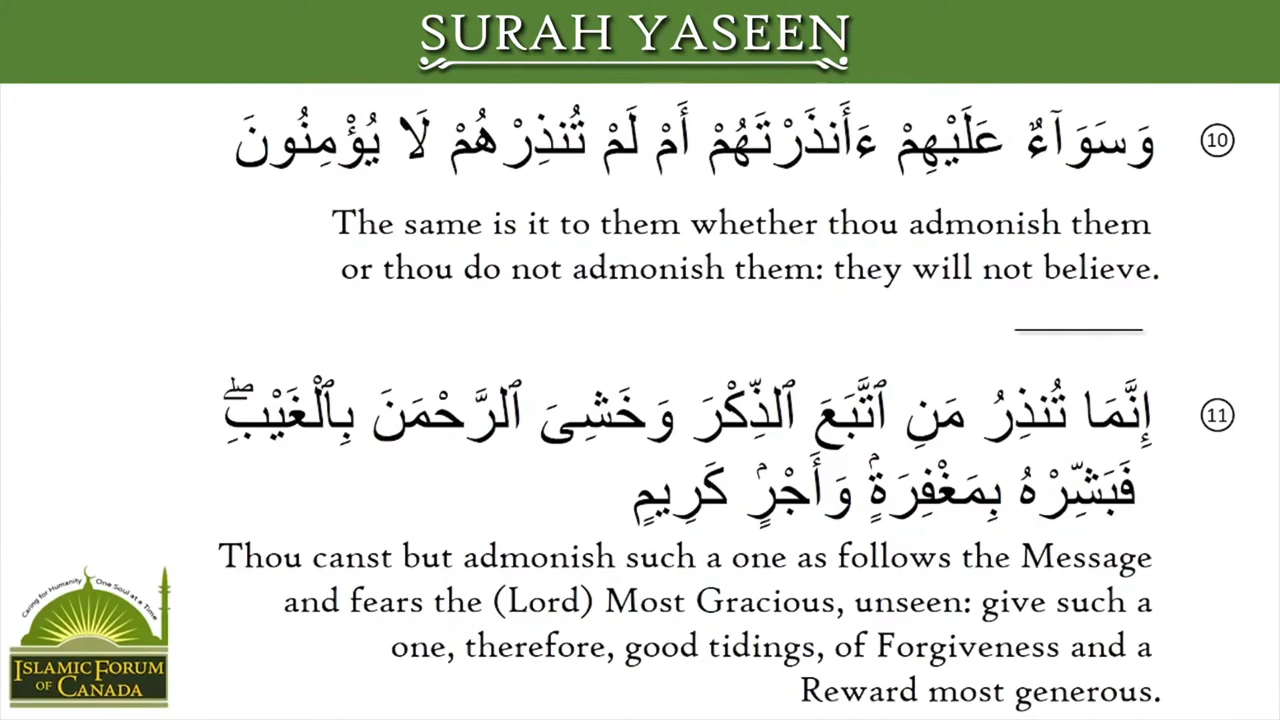 SURAH YASEEN
وَسَوَآءٌ عَلَيْهِمْ ءَأَنذَرْتَهُمْ أَمْ لَمْ تُنذِرْهُمْ لَا يُؤْمِنُونَ
10
The same is it to them whether thou admonish them
or thou do not admonish them: they will not believe.
إِنَّمَا تُنذِرُ مَنِ ٱتَّبَعَ ٱلذِّكْرَ وَخَشِىَ ٱلرَّحْمَنَ بِٱلْغَيْبِۖ
11
فَبَشِّرْهُ بِمَغْفِرَةٍۢ وَأَجْرٍۢ كَرِيمٍ
Thou canst but admonish such a one as follows the Message
and fears the (Lord) Most Gracious, unseen: give such a
one, therefore, good tidings, of Forgiveness and a
Reward most generous.
Caring for Humanity One Soul at a Time
ISLAMIC FORUM
OF CANADA